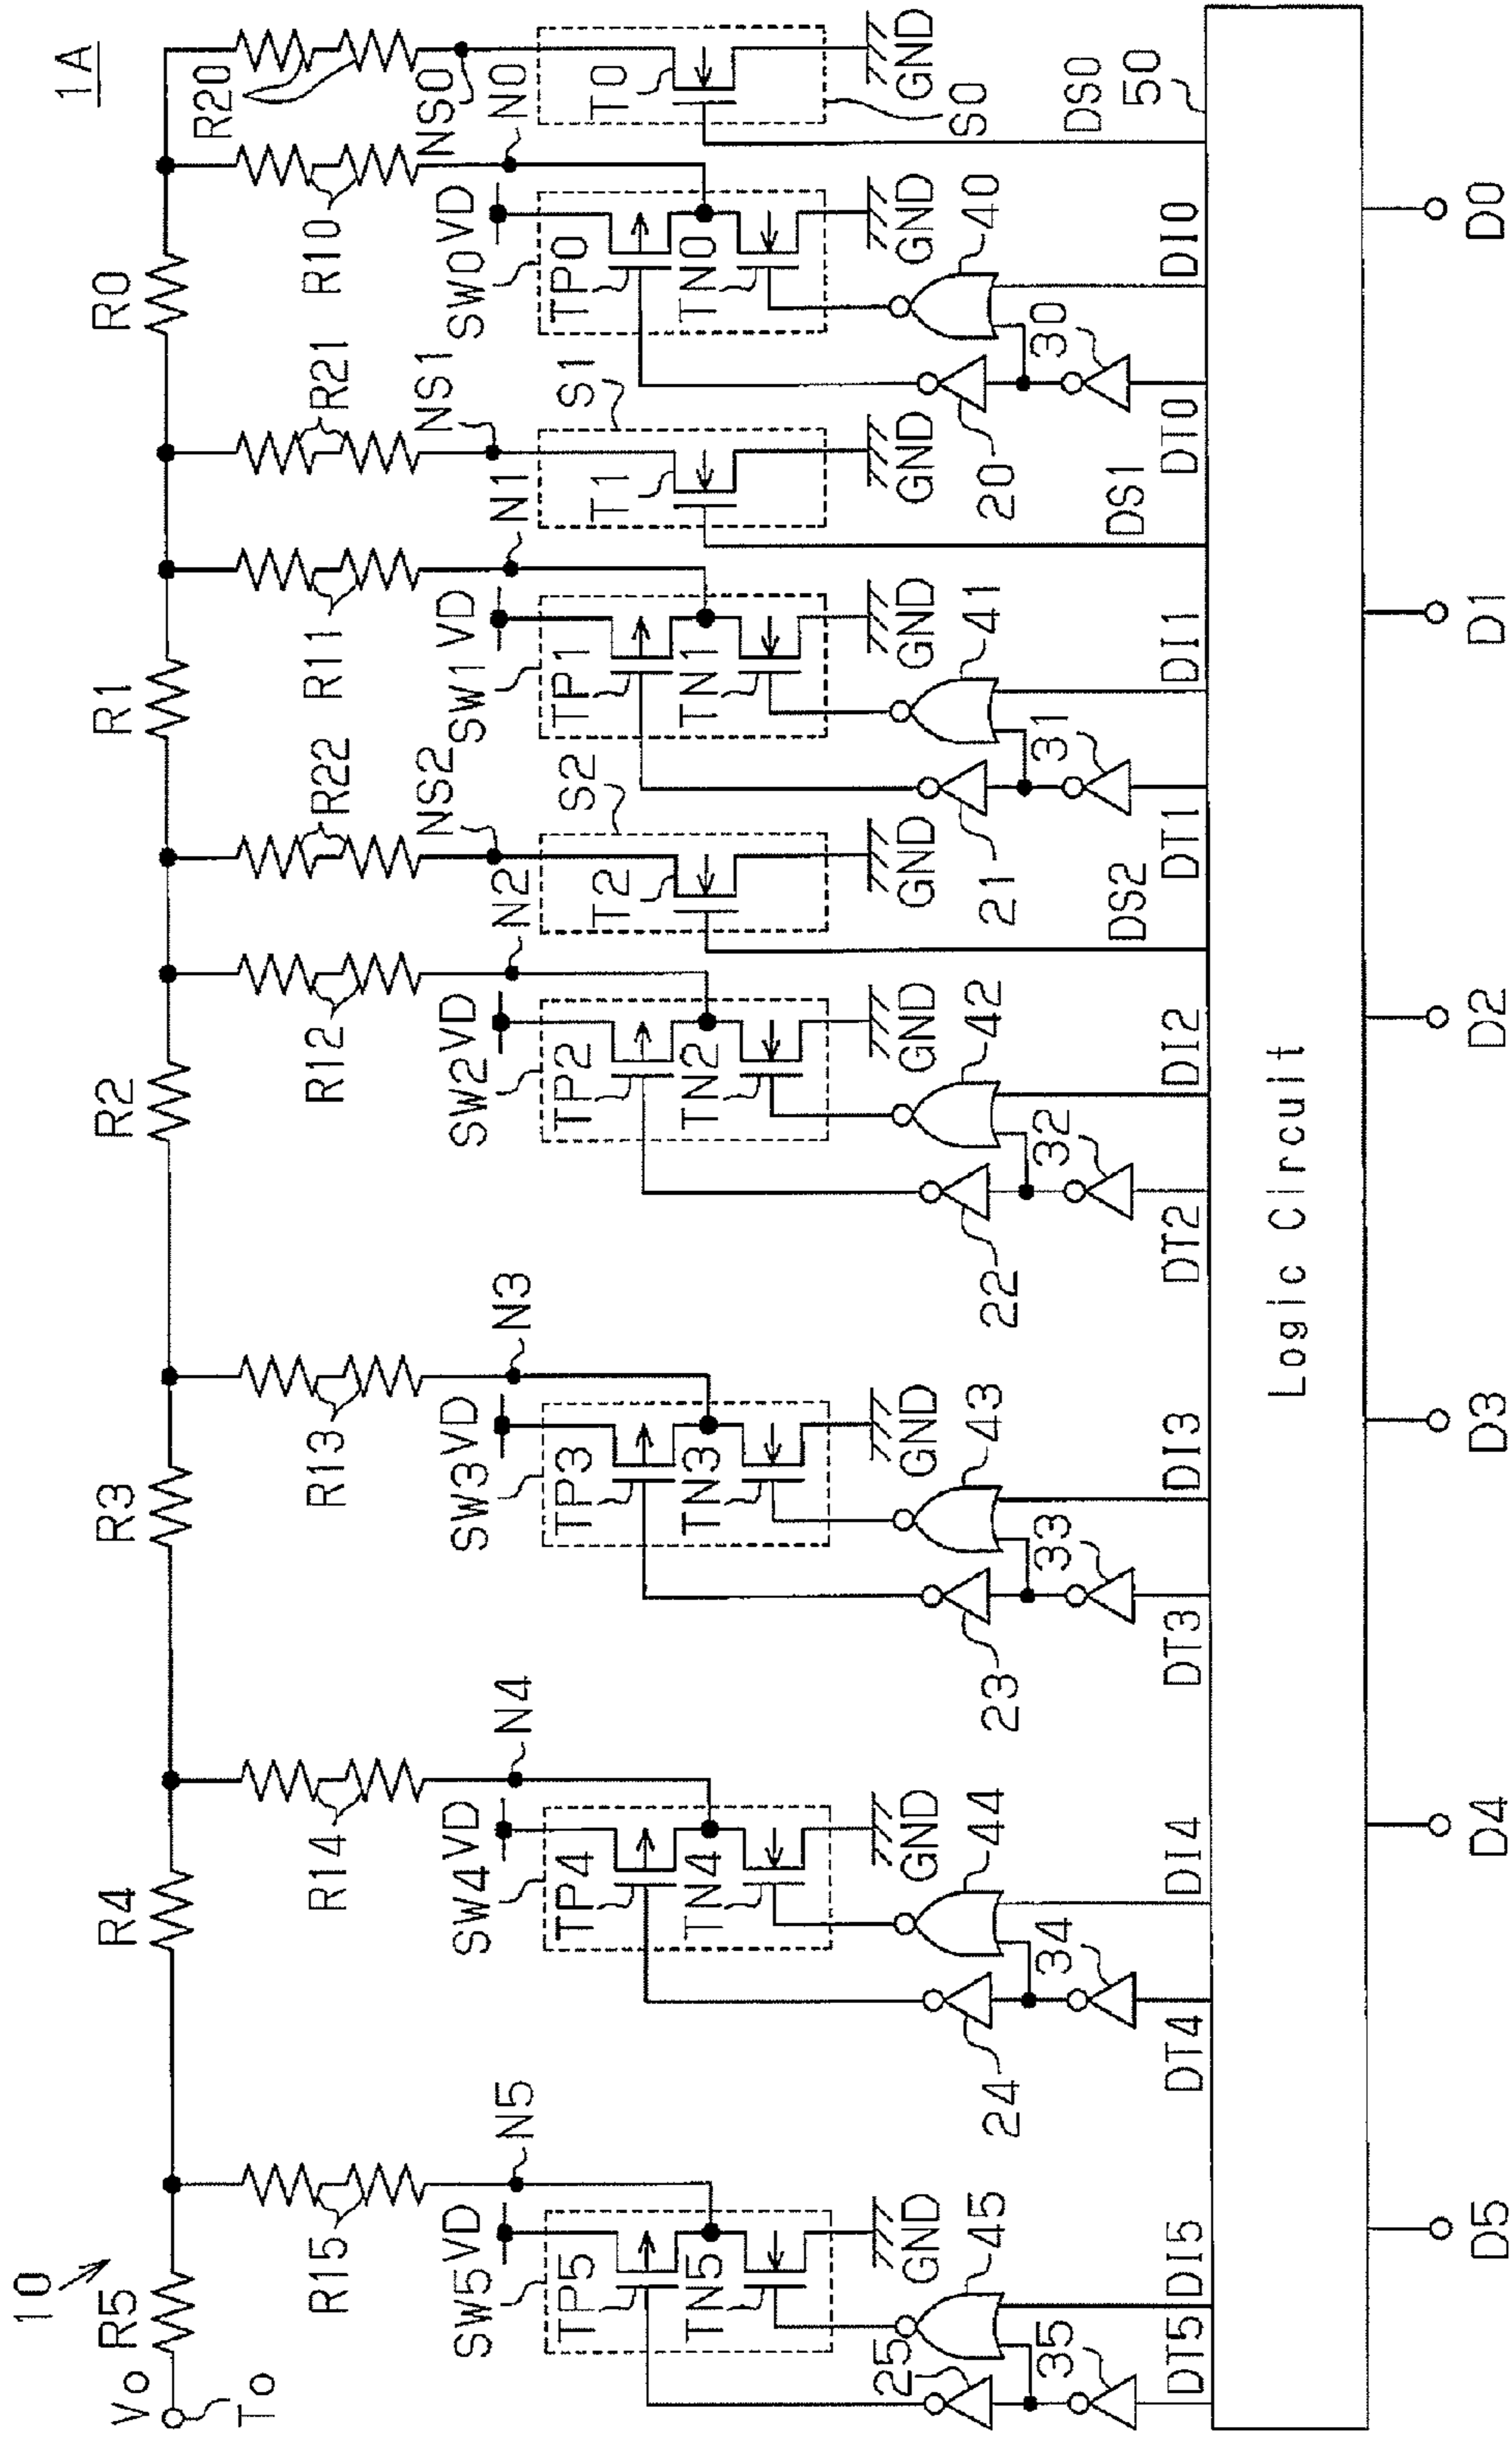 1A
10
Vo
To
R5
R4
R3
R2
R1
R0
R15
R14
R13
R12
R22
R11
R21
R10
R20
N5
N4
N3
N2
NS2
N1
NS1
N0
NS0
SW5
VD
SW4
VD
SW3
VD
SW2
VD
SW1
VD
SW0
VD
S2
S1
S0
TP5
TP4
TP3
TP2
T2
TP1
T1
TP0
T0
TN5
TN4
TN3
TN2
TN1
TN0
GND
GND
GND
GND
GND
GND
GND
GND
GND
25
45
24
44
23
43
22
42
21
41
20
40
35
34
33
32
31
30
DT5
DI5
DT4
DI4
DT3
DI3
DT2
DI2
DS2
DT1
DI1
DS1
DT0
DI0
DS0
50
Logic Circuit
D5
D4
D3
D2
D1
D0